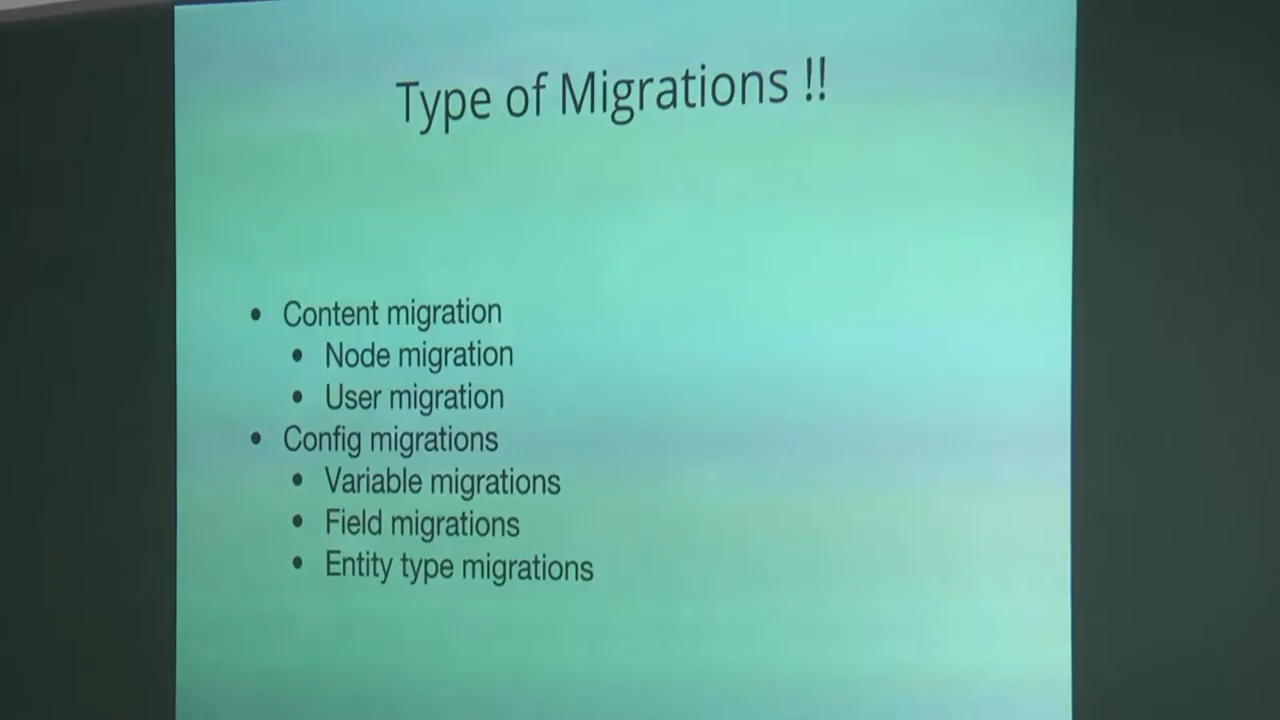 Type of Migrations !!
• Content migration
• Node migration
• User migration
• Config migrations
• Variable migrations
• Field migrations
• Entity type migrations